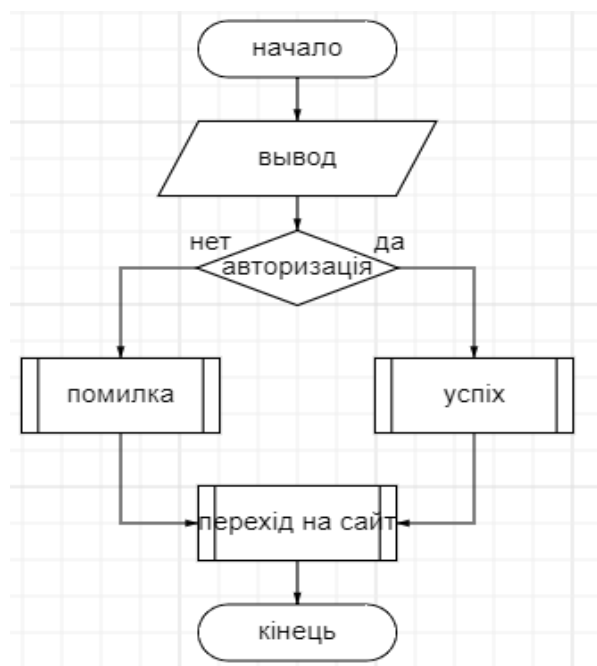 начало
вывод
нет
да
авторизація
помилка
успіх
перехід на сайт
кінець